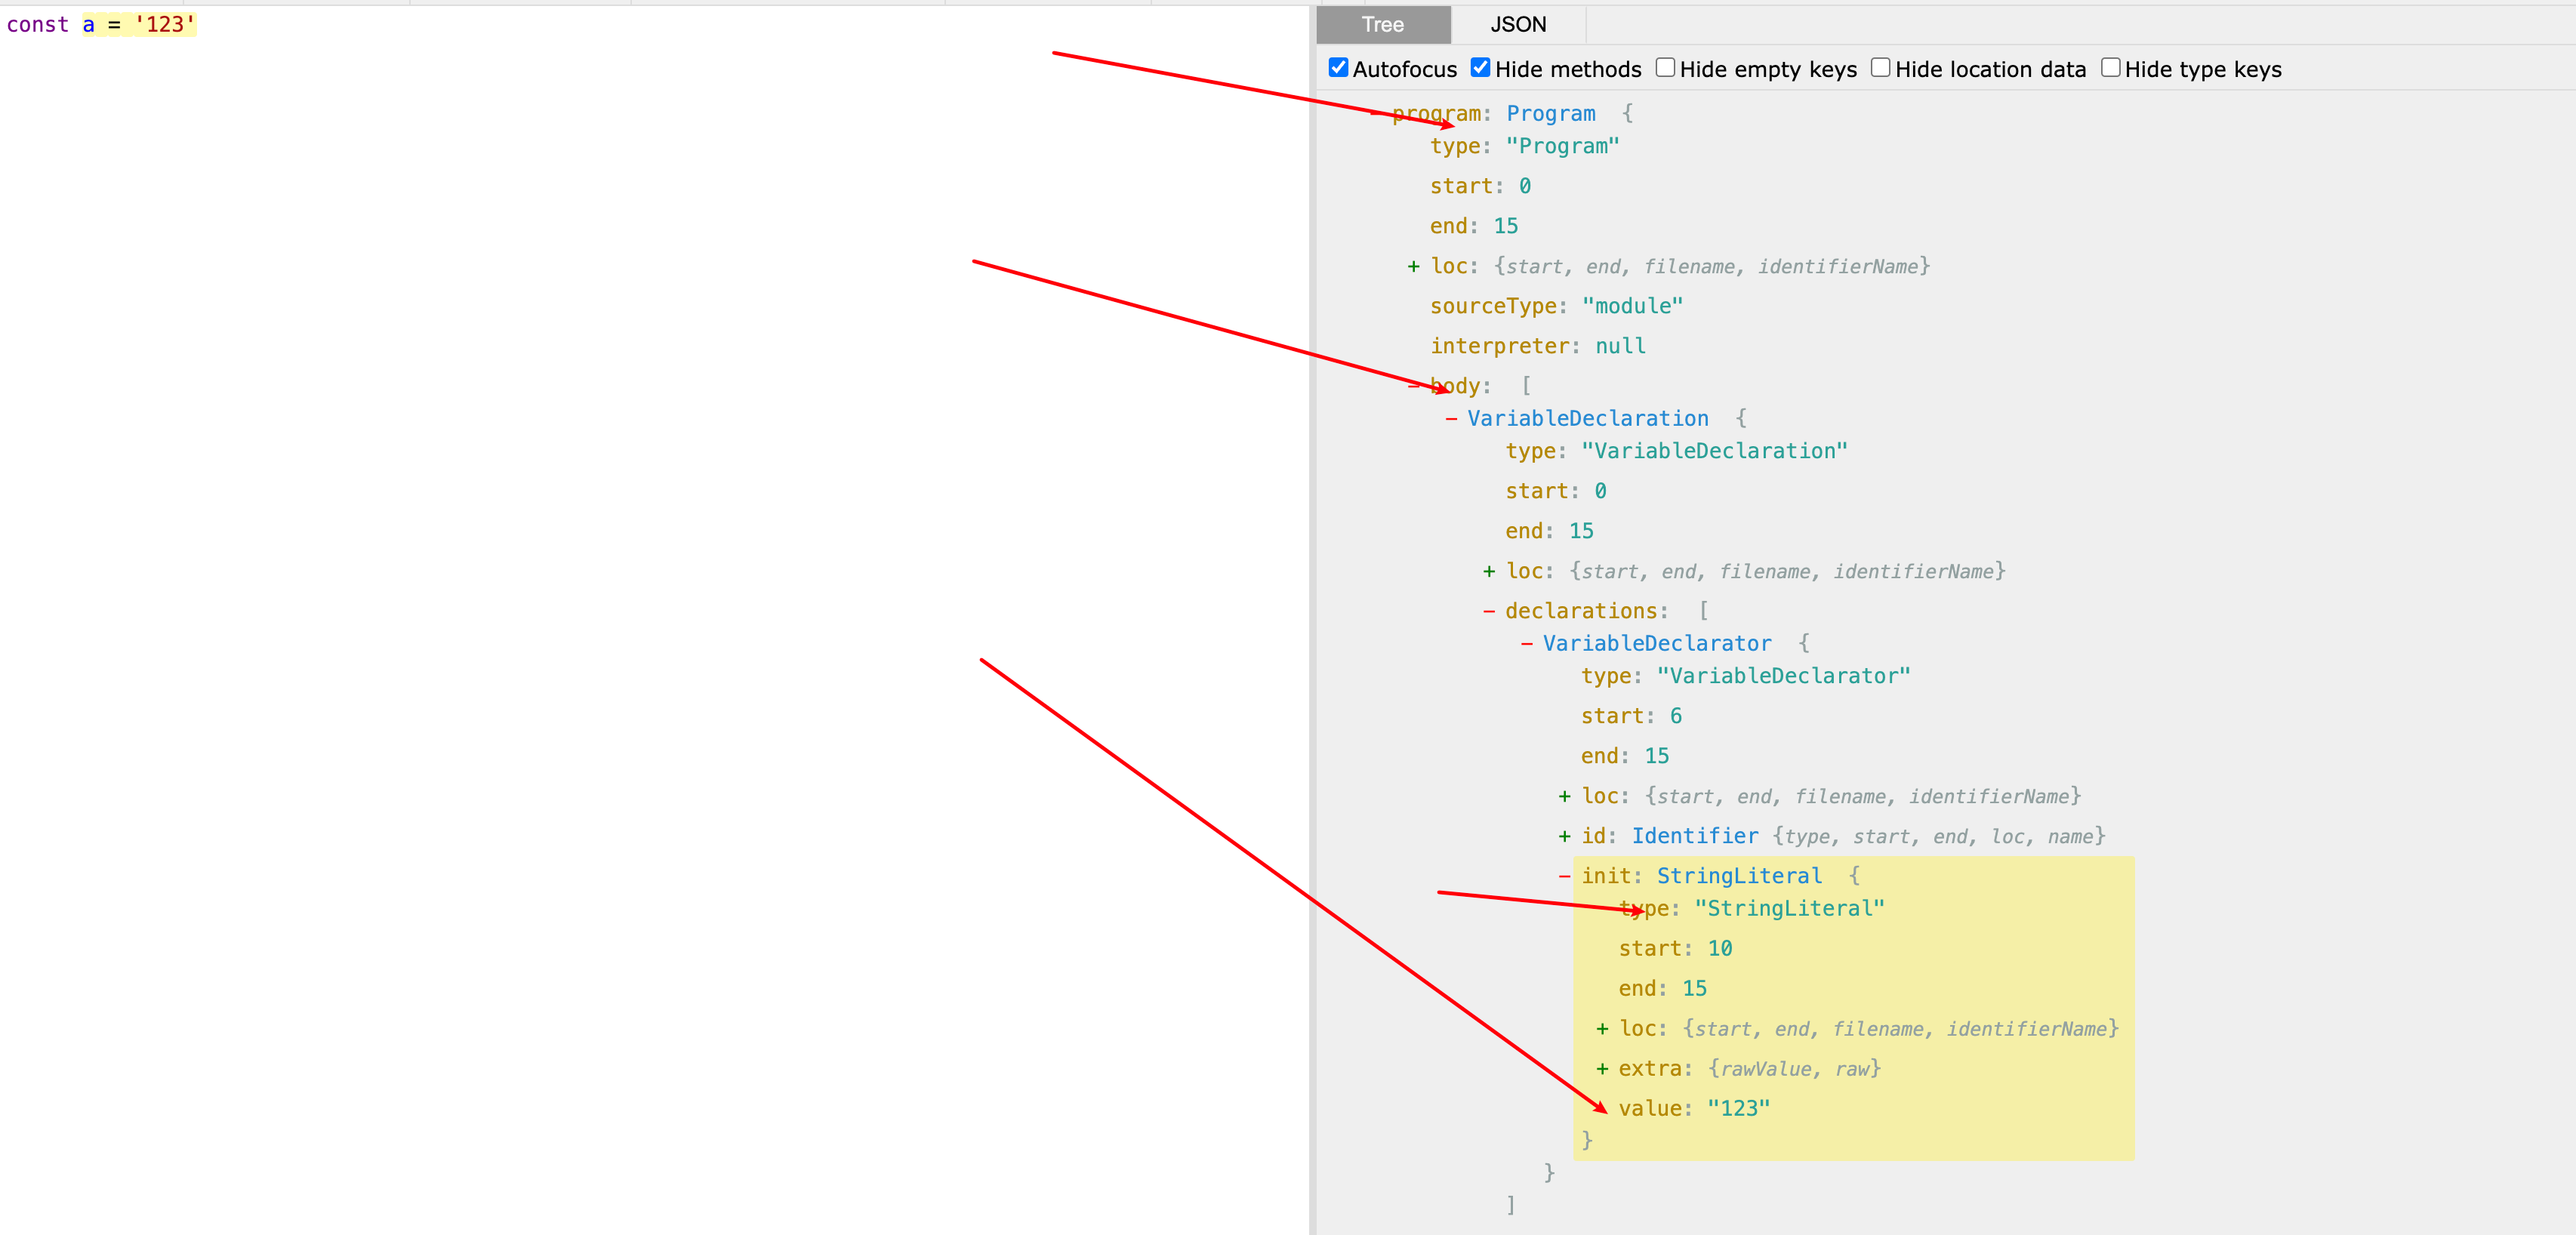 const a = '123'
Tree JSON
Autofocus Hide methods Hide empty keys Hide location data Hide type keys
- program: Program {
type: "Program"
start: 0
end: 15
+ loc: {start, end, filename, identifierName}
sourceType: "module"
interpreter: null
- body: [
- VariableDeclaration {
type: "VariableDeclaration"
start: 0
end: 15
+ loc: {start, end, filename, identifierName}
- declarations: [
- VariableDeclarator {
type: "VariableDeclarator"
start: 6
end: 15
+ loc: {start, end, filename, identifierName}
+ id: Identifier {type, start, end, loc, name}
- init: StringLiteral {
type: "StringLiteral"
start: 10
end: 15
+ loc: {start, end, filename, identifierName}
+ extra: {rawValue, raw}
value: "123"
}
}
]